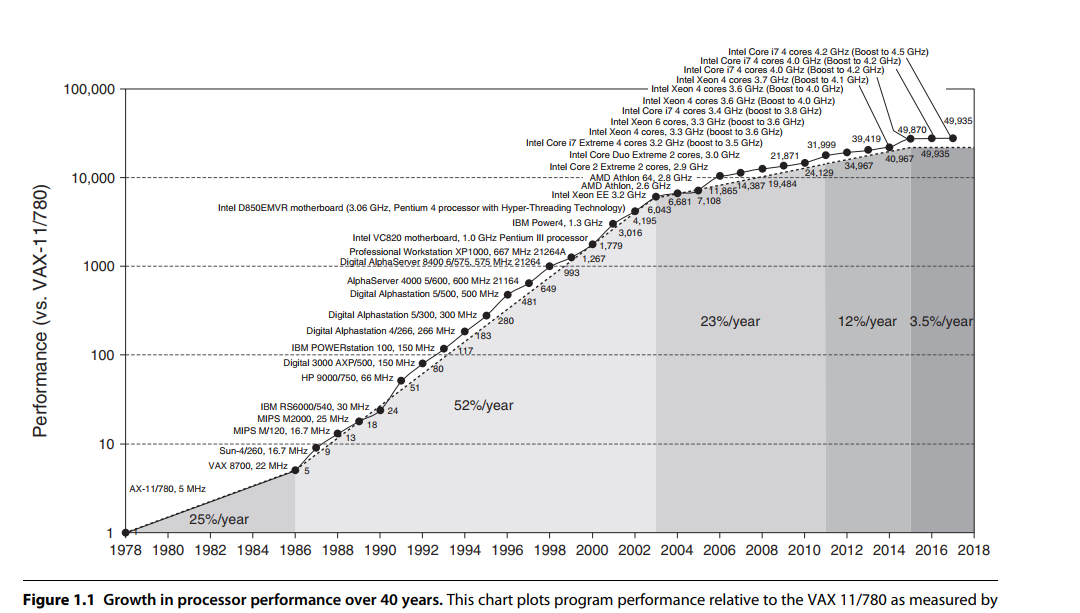 Intel Core i7 4 cores 4.2 GHz (Boost to 4.5 GHz)
Intel Core i7 4 cores 4.0 GHz (Boost to 4.2 GHz)
Intel Core i7 4 cores 4.0 GHz (Boost to 4.2 GHz)
Intel Xeon 4 cores 3.7 GHz (Boost to 4.1 GHz)
Intel Xeon 4 cores 3.6 GHz (Boost to 4.0 GHz)
Intel Xeon 4 cores 3.6 GHz (Boost to 4.0 GHz)
Intel Core i7 4 cores 3.4 GHz (boost to 3.8 GHz)
Intel Xeon 6 cores, 3.3 GHz (boost to 3.6 GHz)
Intel Xeon 4 cores, 3.3 GHz (boost to 3.6 GHz)
Intel Core i7 Extreme 4 cores 3.2 GHz (boost to 3.5 GHz)
Intel Core Duo Extreme 2 cores, 3.0 GHz
Intel Core 2 Extreme 2 cores, 2.9 GHz
AMD Athlon 64, 2.8 GHz
AMD Athlon, 2.6 GHz
Intel Xeon EE 3.2 GHz
Intel D850EMVR motherboard (3.06 GHz, Pentium 4 processor with Hyper-Threading Technology)
IBM Power4, 1.3 GHz
Intel VC820 motherboard, 1.0 GHz Pentium III processor
Professional Workstation XP1000, 667 MHz 21264A
Digital AlphaServer 8400 6/575, 575 MHz 21264
AlphaServer 4000 5/600, 600 MHz 21164
Digital Alphastation 5/500, 500 MHz
Digital Alphastation 5/300, 300 MHz
Digital Alphastation 4/266, 266 MHz
IBM POWERstation 100, 150 MHz
Digital 3000 AXP/500, 150 MHz
HP 9000/750, 66 MHz
IBM RS6000/540, 30 MHz
MIPS M2000, 25 MHz
MIPS M/120, 16.7 MHz
Sun-4/260, 16.7 MHz
VAX 8700, 22 MHz
AX-11/780, 5 MHz
5
9
13
18
24
51
80
117
183
280
481
649
993
1,267
1,779
3,016
4,195
6,043
6,681
7,108
11,865
14,387
19,484
21,871
24,129
31,999
34,967
39,419
40,967
49,870
49,935
49,935
25%/year
52%/year
23%/year
12%/year
3.5%/year
Performance (vs. VAX-11/780)
100,000
10,000
1000
100
10
1
1978 1980 1982 1984 1986 1988 1990 1992 1994 1996 1998 2000 2002 2004 2006 2008 2010 2012 2014 2016 2018
Figure 1.1 Growth in processor performance over 40 years. This chart plots program performance relative to the VAX 11/780 as measured by